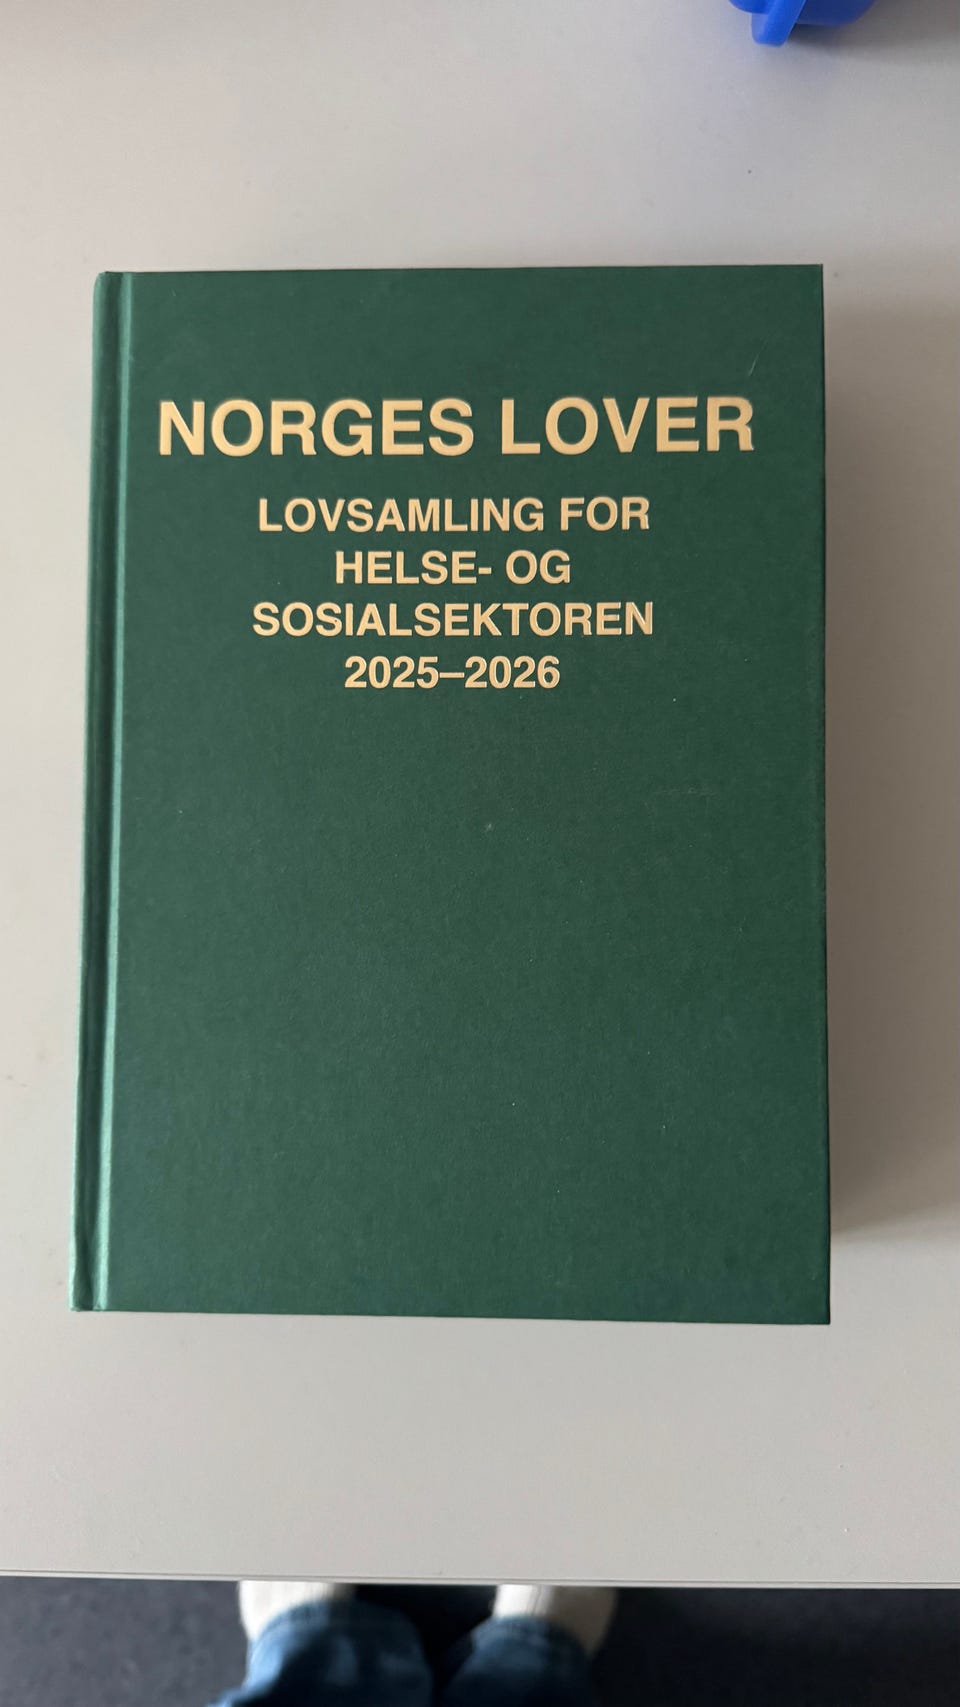 NORGES LOVER
LOVSAMLING FOR
HELSE- OG
SOSIALSEKTOREN
2025–2026